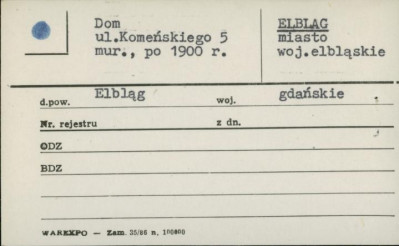 Dom
ul.Komeńskiego 5
mur., po 1900 r.
ELBLĄG
miasto
woj.elbląskie
d.pow. Elbląg woj. gdańskie
Nr. rejestru z dn.
ODZ
BDZ
WAREXPO — Zam. 35/86 n. 100000